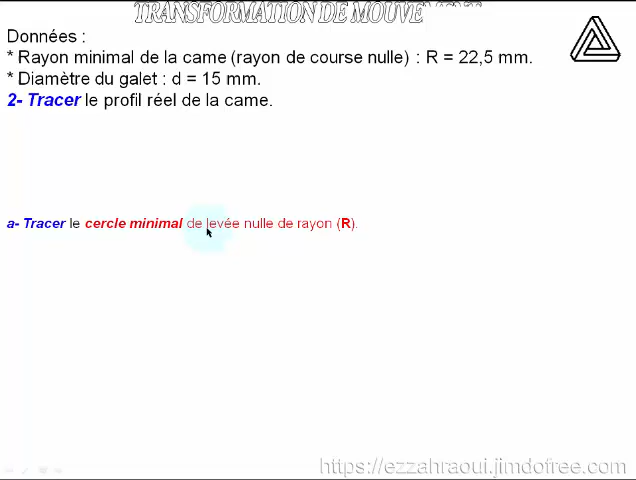 TRANSFORMATION DE MOUVEMENT
Données :
* Rayon minimal de la came (rayon de course nulle) : R = 22,5 mm.
* Diamètre du galet : d = 15 mm.
2- Tracer le profil réel de la came.
a- Tracer le cercle minimal de levée nulle de rayon (R).
https://ezzahraoui.jimdofree.com